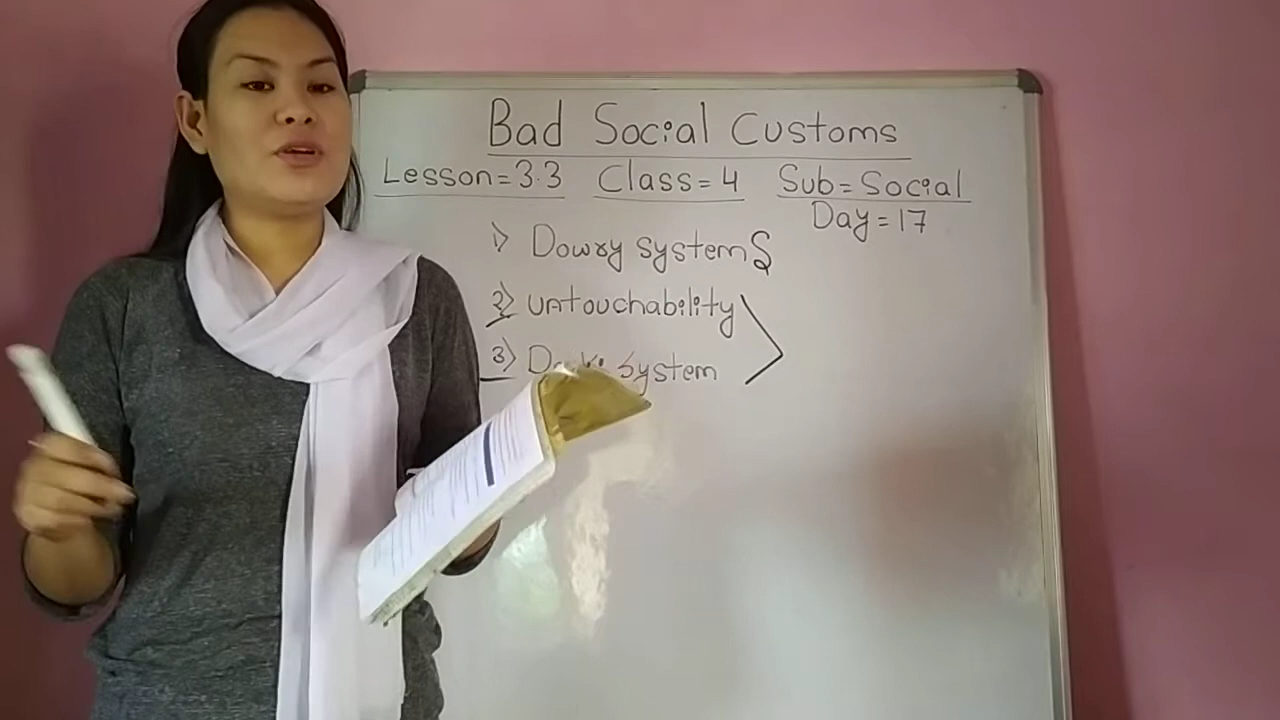 Bad Social Customs
Lesson=3.3 Class=4 Sub=Social
Day=17
1) Dowry system
2) Untouchability
3) System